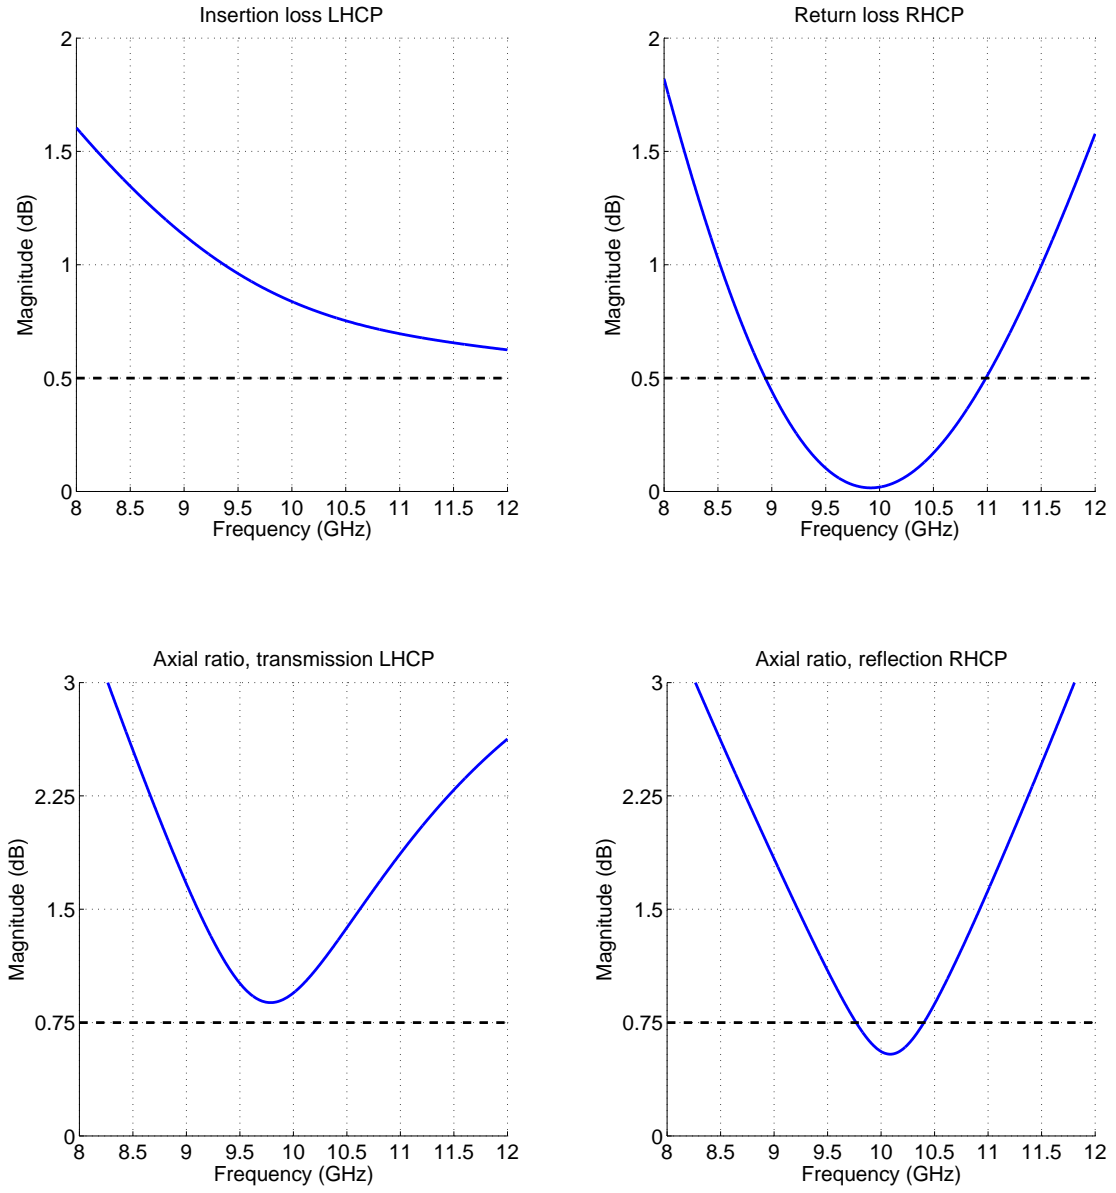 Insertion loss LHCP
Magnitude (dB)
2
1.5
1
0.5
0
8 8.5 9 9.5 10 10.5 11 11.5 12
Frequency (GHz)
Return loss RHCP
Magnitude (dB)
2
1.5
1
0.5
0
8 8.5 9 9.5 10 10.5 11 11.5 12
Frequency (GHz)
Axial ratio, transmission LHCP
Magnitude (dB)
3
2.25
1.5
0.75
0
8 8.5 9 9.5 10 10.5 11 11.5 12
Frequency (GHz)
Axial ratio, reflection RHCP
Magnitude (dB)
3
2.25
1.5
0.75
0
8 8.5 9 9.5 10 10.5 11 11.5 12
Frequency (GHz)